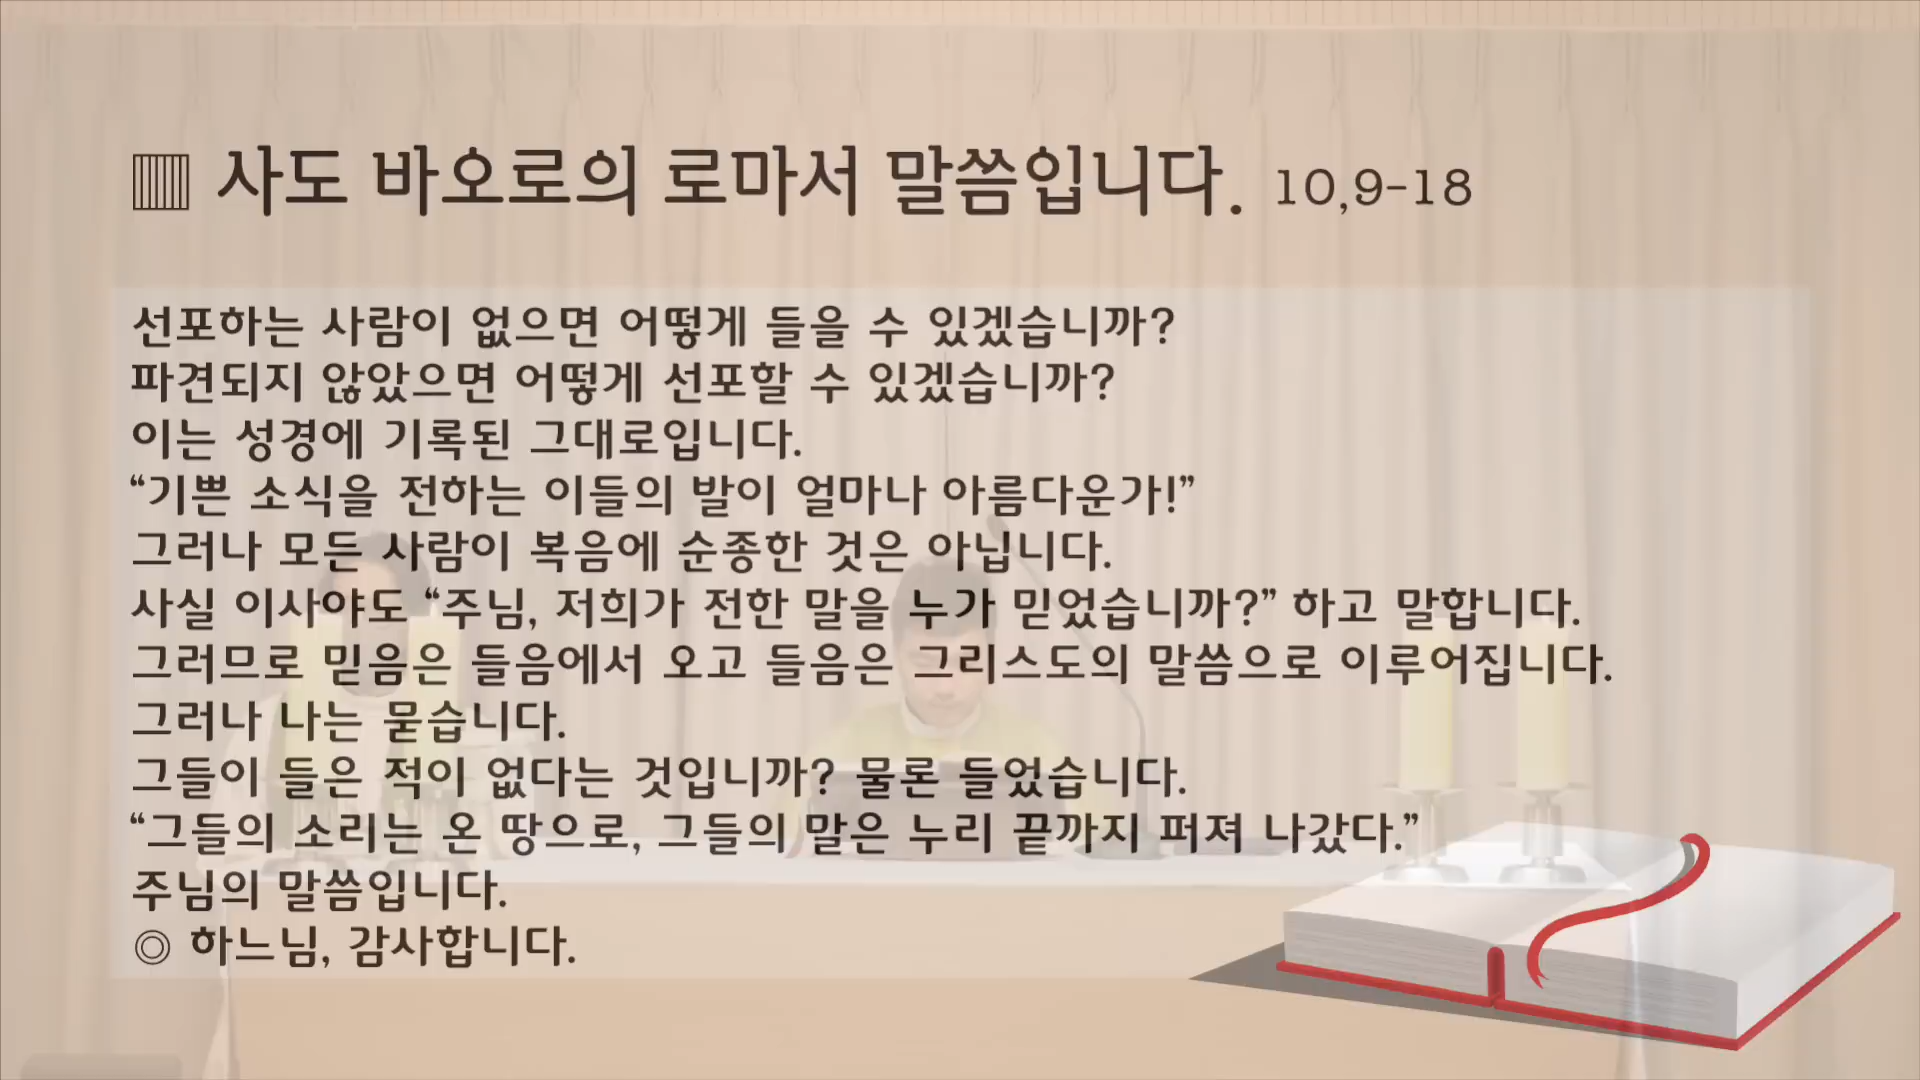 ▥ 사도 바오로의 로마서 말씀입니다. 10,9-18
선포하는 사람이 없으면 어떻게 들을 수 있겠습니까?
파견되지 않았으면 어떻게 선포할 수 있겠습니까?
이는 성경에 기록된 그대로입니다.
“기쁜 소식을 전하는 이들의 발이 얼마나 아름다운가!”
그러나 모든 사람이 복음에 순종한 것은 아닙니다.
사실 이사야도 “주님, 저희가 전한 말을 누가 믿었습니까?” 하고 말합니다.
그러므로 믿음은 들음에서 오고 들음은 그리스도의 말씀으로 이루어집니다.
그러나 나는 묻습니다.
그들이 들은 적이 없다는 것입니까? 물론 들었습니다.
“그들의 소리는 온 땅으로, 그들의 말은 누리 끝까지 퍼져 나갔다.”
주님의 말씀입니다.
◎ 하느님, 감사합니다.